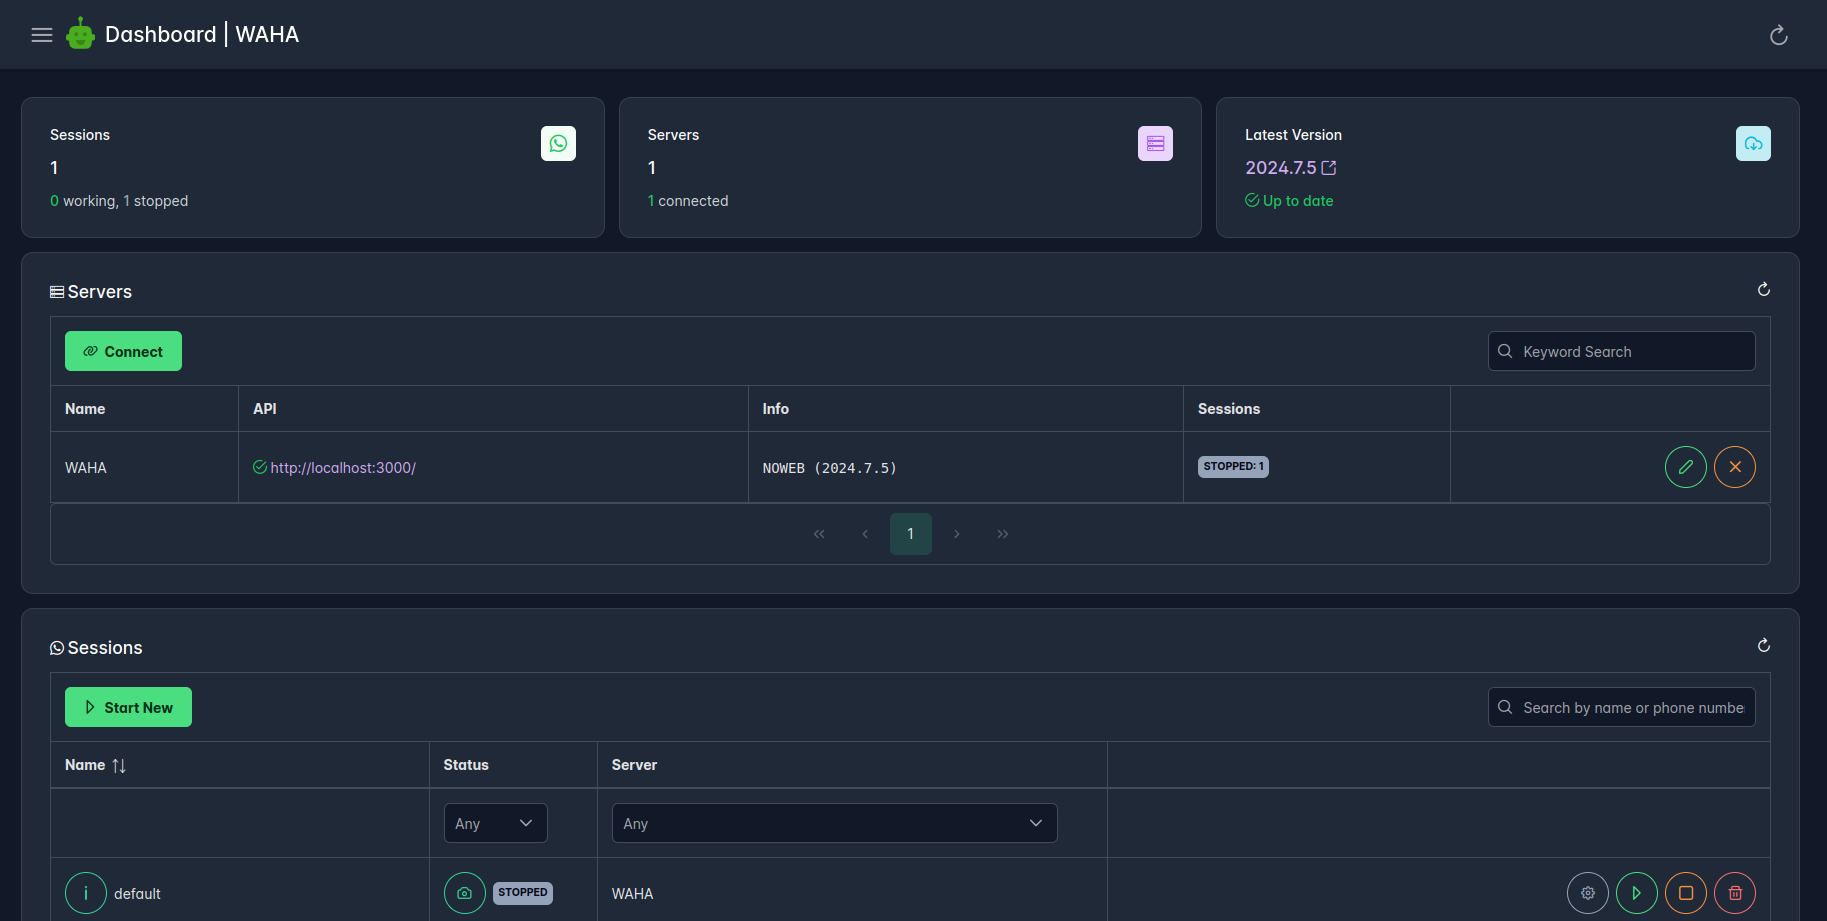 Dashboard | WAHA
Sessions
1
0 working, 1 stopped
Servers
1
1 connected
Latest Version
2024.7.5
Up to date
Servers
Connect
Keyword Search
Name API Info Sessions
WAHA http://localhost:3000/ NOWEB (2024.7.5) STOPPED: 1
« ‹ 1 › »
Sessions
Start New
Search by name or phone numbe
Name Status Server
Any Any
i default STOPPED WAHA